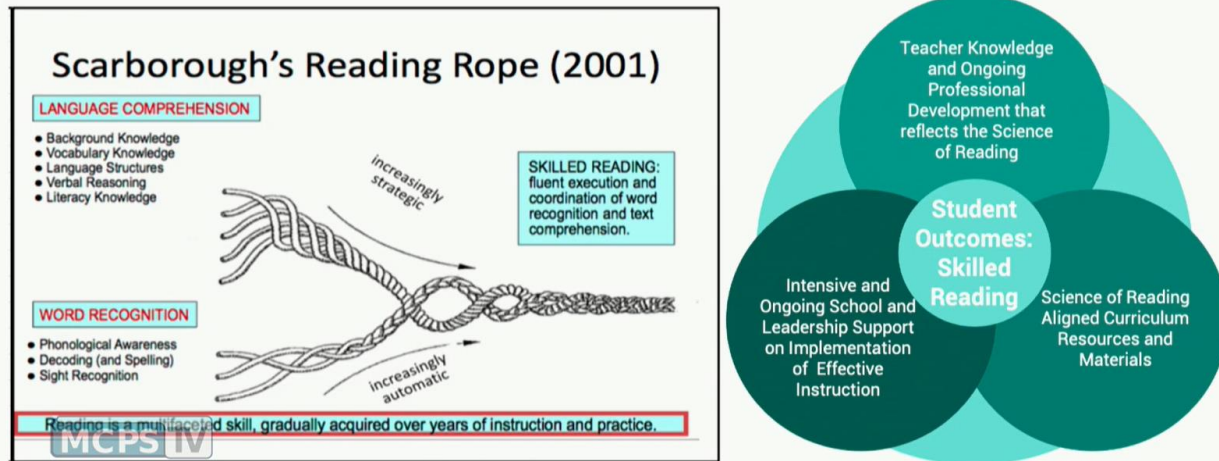 Scarborough's Reading Rope (2001)
LANGUAGE COMPREHENSION
● Background Knowledge
● Vocabulary Knowledge
● Language Structures
● Verbal Reasoning
● Literacy Knowledge
increasingly
strategic
SKILLED READING:
fluent execution and
coordination of word
recognition and text
comprehension.
WORD RECOGNITION
● Phonological Awareness
● Decoding (and Spelling)
● Sight Recognition
increasingly
automatic
Reading is a multifaceted skill, gradually acquired over years of instruction and practice.
MCPS TV
Teacher Knowledge
and Ongoing
Professional
Development that
reflects the Science
of Reading
Student
Outcomes:
Skilled
Reading
Intensive and
Ongoing School and
Leadership Support
on Implementation
of Effective
Instruction
Science of Reading
Aligned Curriculum
Resources and
Materials